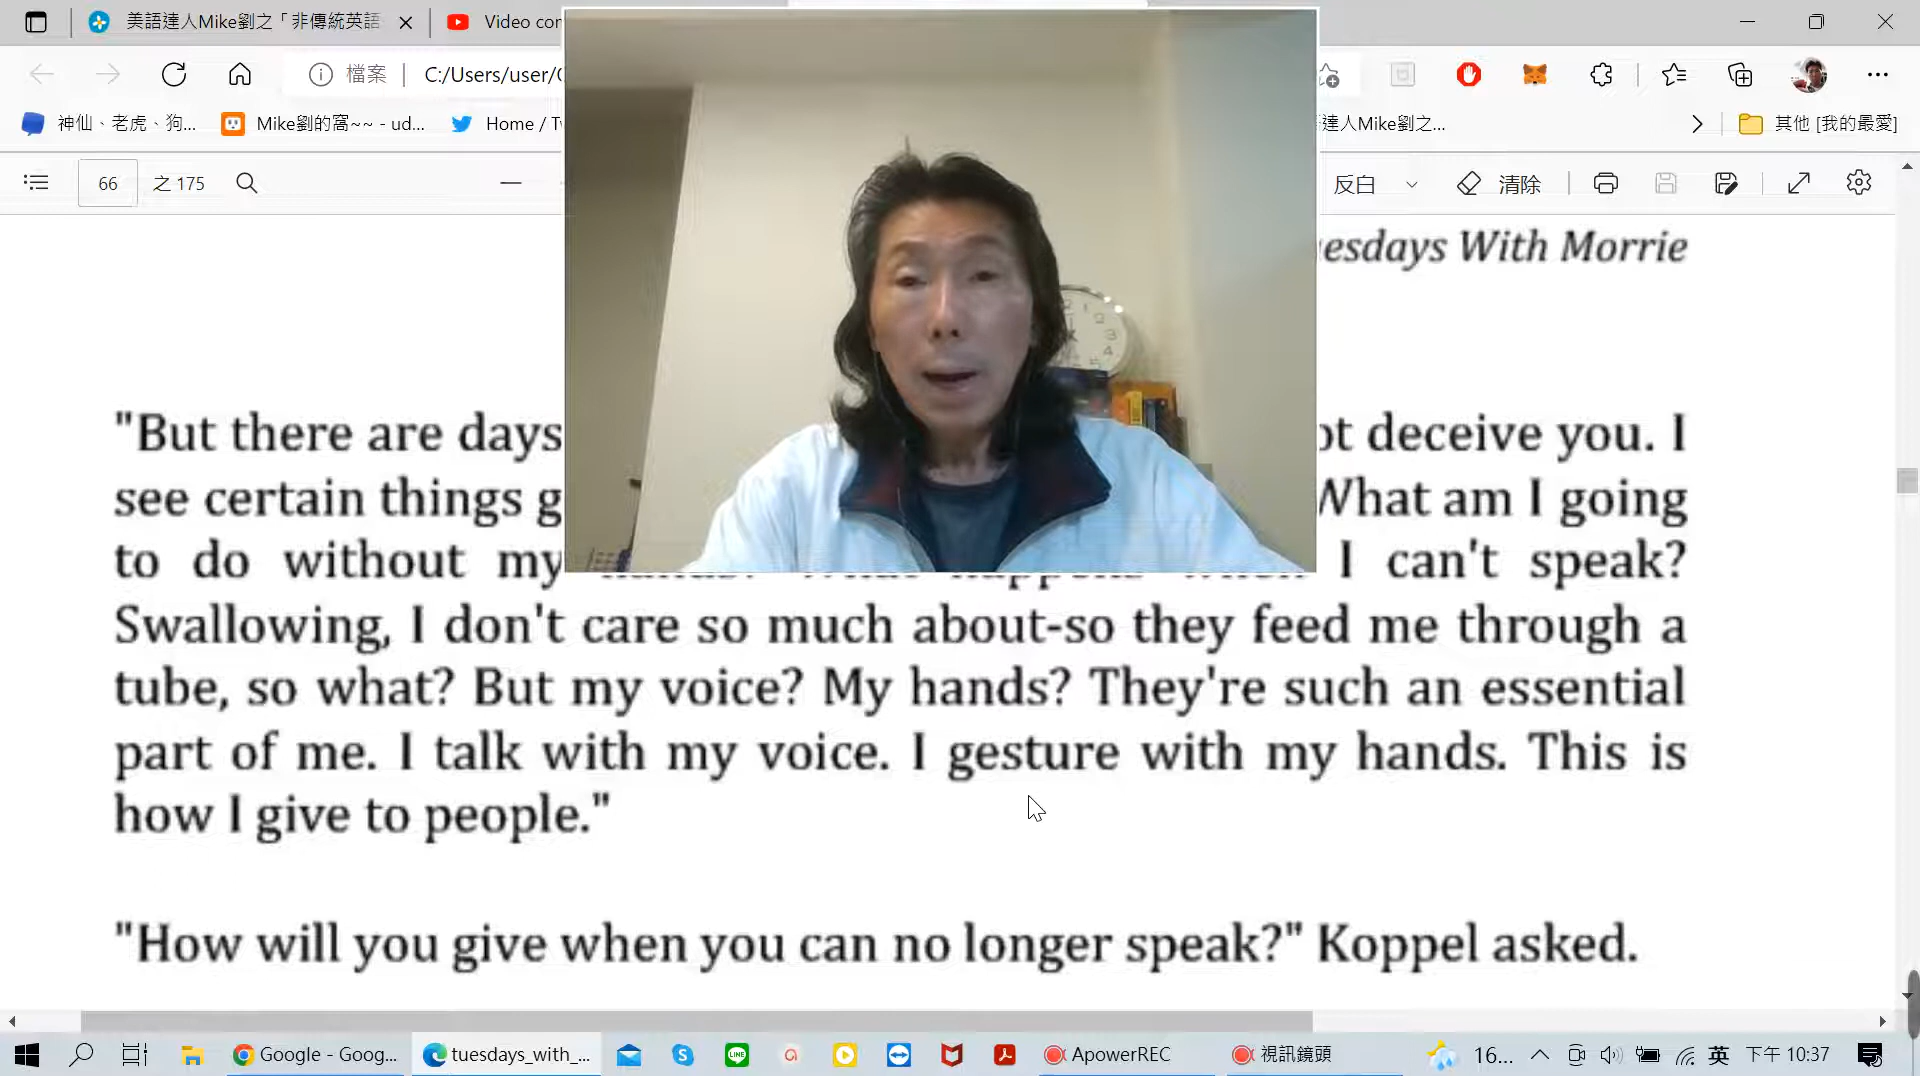 美語達人Mike劉之「非傳統英語
Video con
檔案
C:/Users/user/
神仙、老虎、狗...
Mike劉的窩~~ - ud...
Home / Tw
達人Mike劉之...
其他 [我的最愛]
66
之 175
反白
清除
esdays With Morrie
"But there are days
ot deceive you. I
see certain things g
What am I going
to do without my
I can't speak?
Swallowing, I don't care so much about-so they feed me through a
tube, so what? But my voice? My hands? They're such an essential
part of me. I talk with my voice. I gesture with my hands. This is
how I give to people."
"How will you give when you can no longer speak?" Koppel asked.
Google - Goog...
tuesdays_with_...
ApowerREC
視訊鏡頭
16...
英
下午 10:37